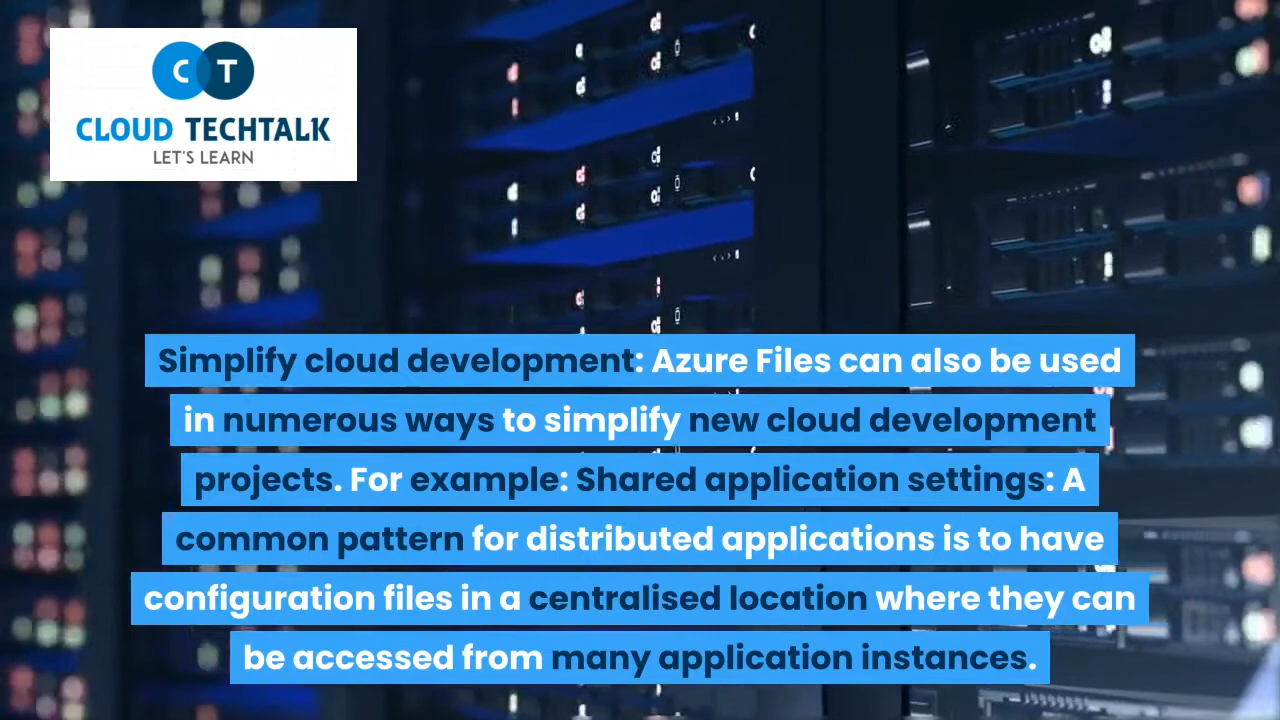 C T
CLOUD TECHTALK
LET'S LEARN
Simplify cloud development: Azure Files can also be used
in numerous ways to simplify new cloud development
projects. For example: Shared application settings: A
common pattern for distributed applications is to have
configuration files in a centralised location where they can
be accessed from many application instances.